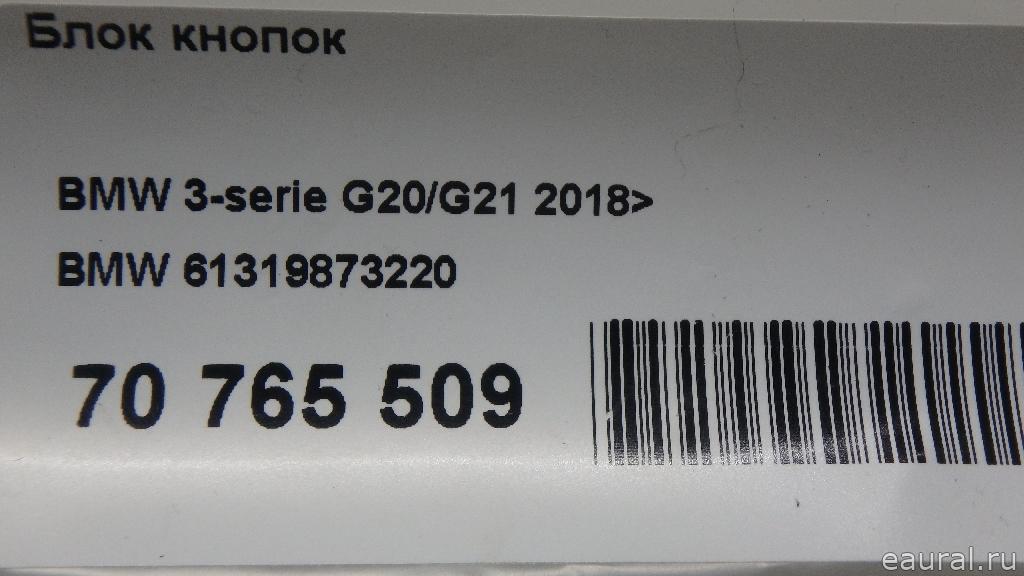 Блок кнопок
BMW 3-serie G20/G21 2018>
BMW 61319873220
70 765 509
eaural.ru